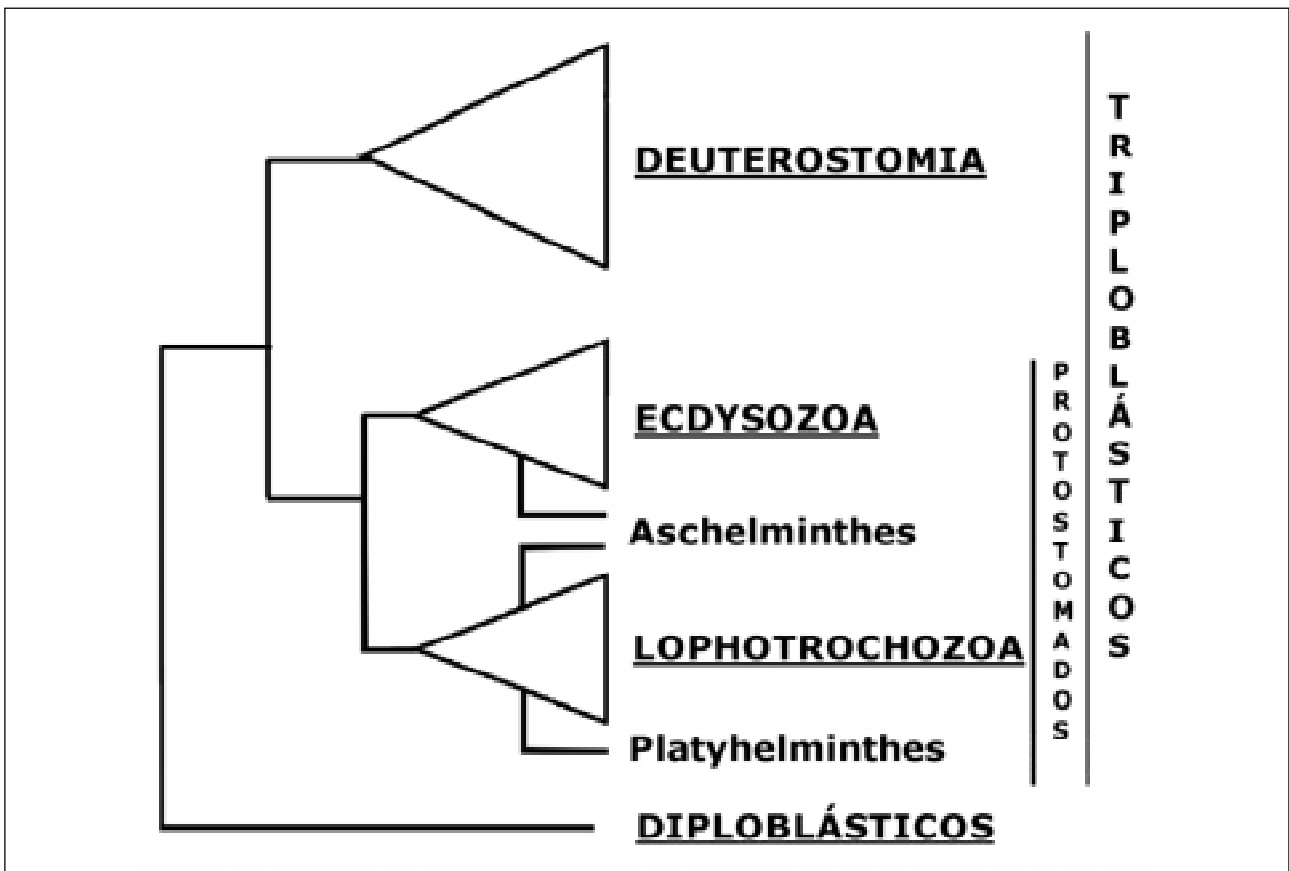 DEUTEROSTOMIA
ECDYSOZOA
Aschelminthes
LOPHOTROCHOZOA
Platyhelminthes
DIPLOBLÁSTICOS
PROTOSTOMADOS
TRIPLOBLÁSTICOS